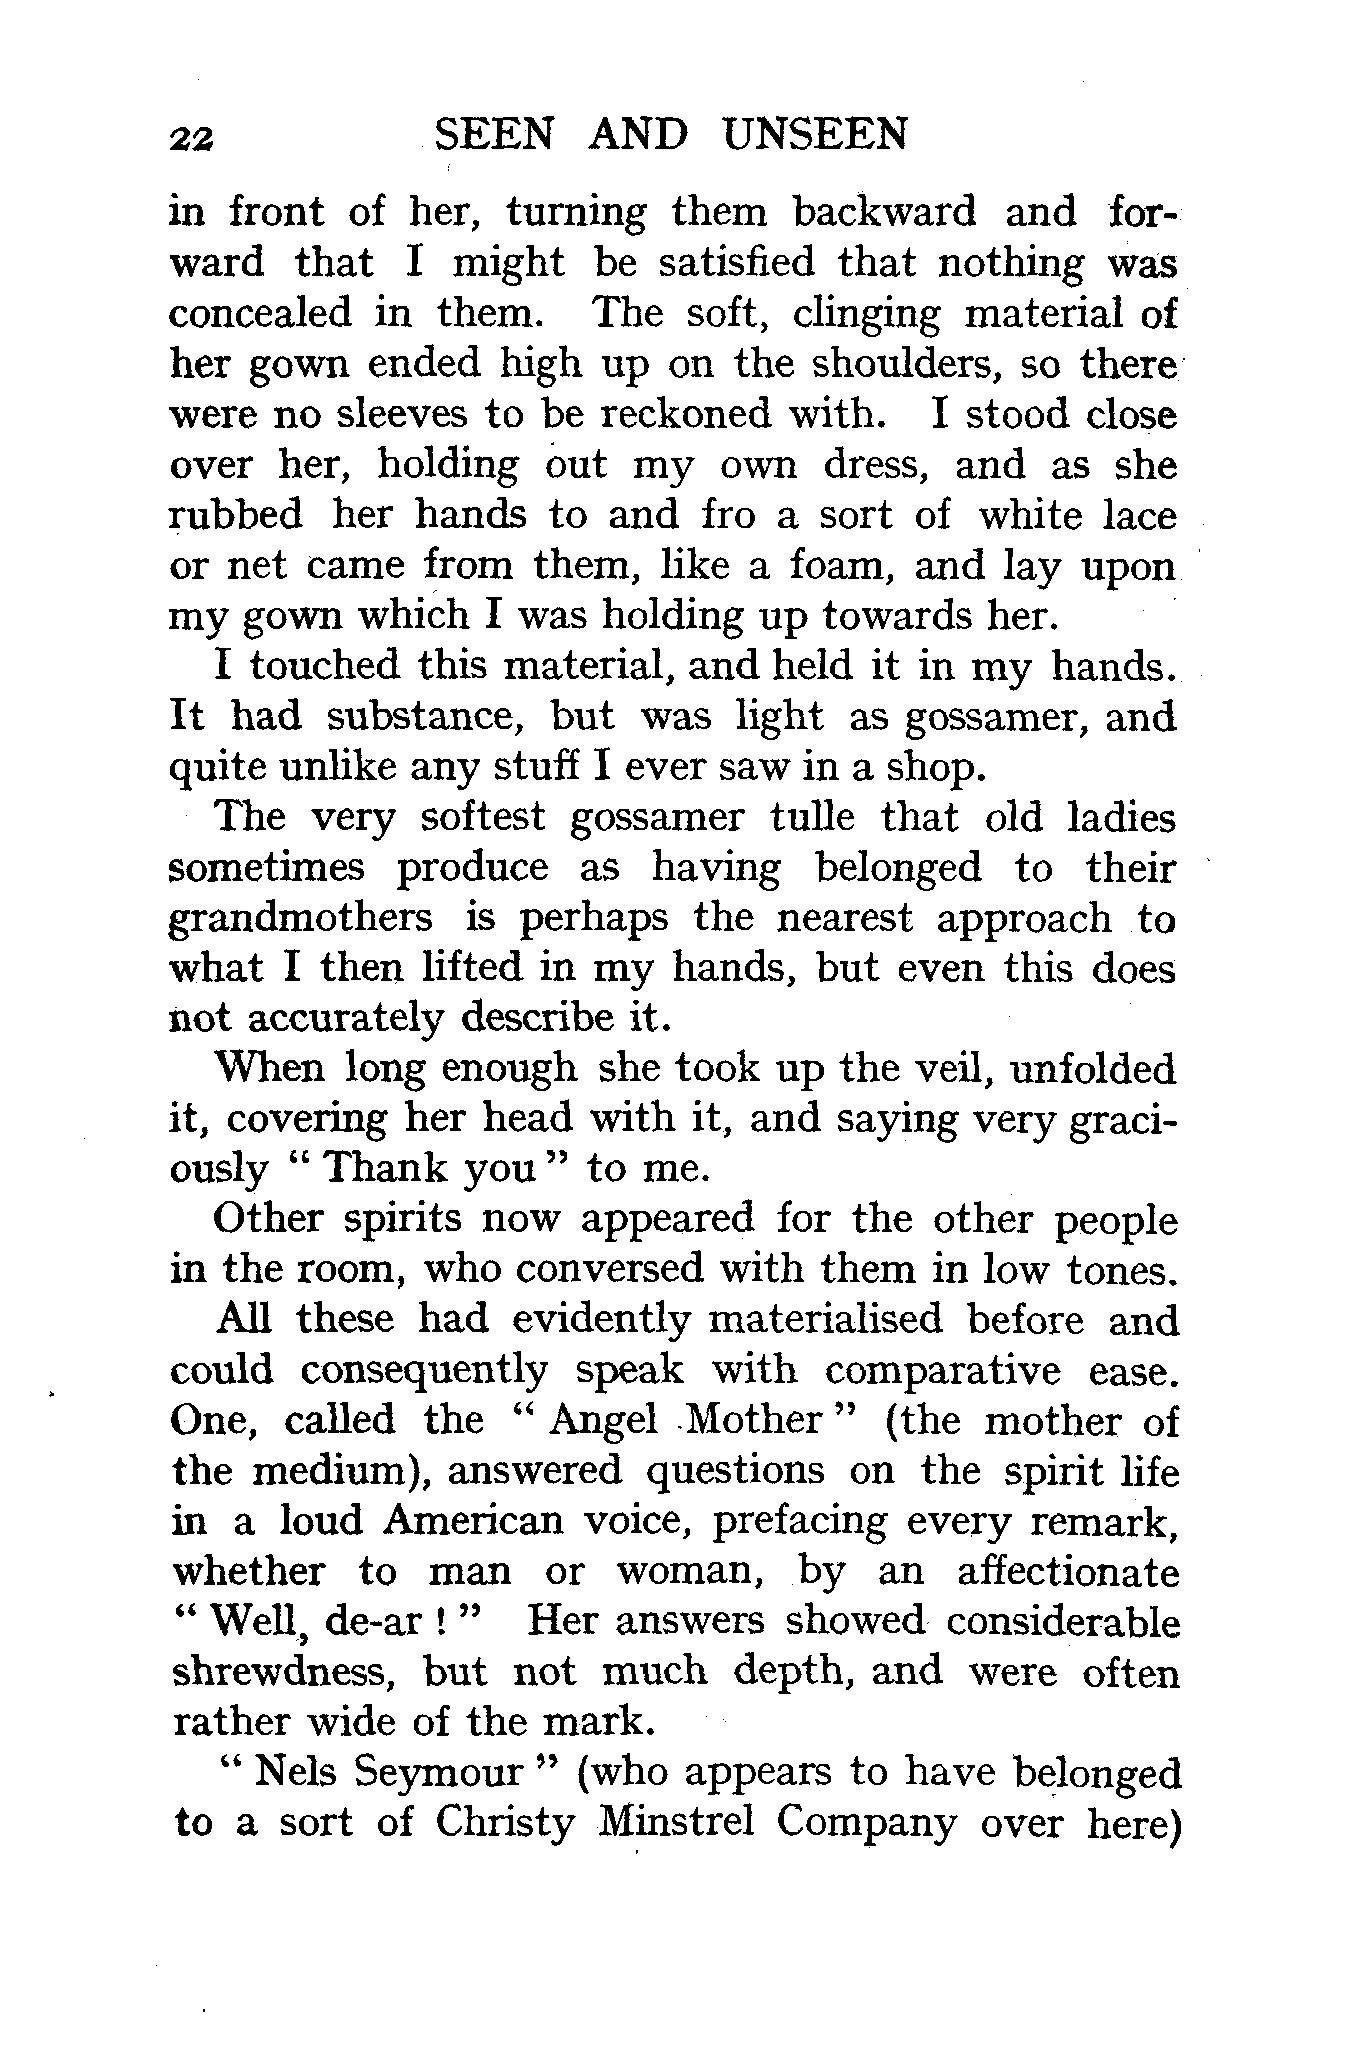 22 SEEN AND UNSEEN
in front of her, turning them backward and for-
ward that I might be satisfied that nothing was
concealed in them. The soft, clinging material of
her gown ended high up on the shoulders, so there
were no sleeves to be reckoned with. I stood close
over her, holding out my own dress, and as she
rubbed her hands to and fro a sort of white lace
or net came from them, like a foam, and lay upon
my gown which I was holding up towards her.
I touched this material, and held it in my hands.
It had substance, but was light as gossamer, and
quite unlike any stuff I ever saw in a shop.
The very softest gossamer tulle that old ladies
sometimes produce as having belonged to their
grandmothers is perhaps the nearest approach to
what I then lifted in my hands, but even this does
not accurately describe it.
When long enough she took up the veil, unfolded
it, covering her head with it, and saying very graci-
ously " Thank you " to me.
Other spirits now appeared for the other people
in the room, who conversed with them in low tones.
All these had evidently materialised before and
could consequently speak with comparative ease.
One, called the " Angel Mother " (the mother of
the medium), answered questions on the spirit life
in a loud American voice, prefacing every remark,
whether to man or woman, by an affectionate
" Well, de-ar ! " Her answers showed considerable
shrewdness, but not much depth, and were often
rather wide of the mark.
" Nels Seymour " (who appears to have belonged
to a sort of Christy Minstrel Company over here)